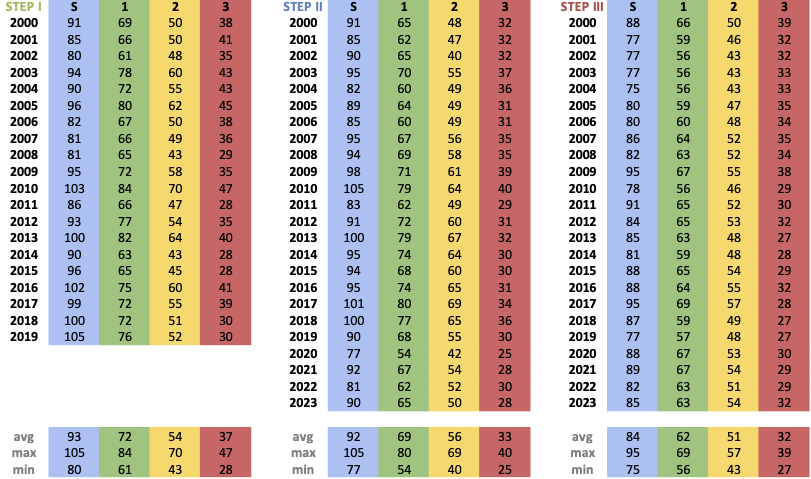 STEP I S 1 2 3 STEP II S 1 2 3 STEP III S 1 2 3
2000 91 69 50 38 2000 91 65 48 32 2000 88 66 50 39
2001 85 66 50 41 2001 85 62 47 32 2001 77 59 46 32
2002 80 61 48 35 2002 90 65 40 32 2002 77 56 43 32
2003 94 78 60 43 2003 95 70 55 37 2003 77 56 43 33
2004 90 72 55 43 2004 82 60 49 36 2004 75 56 43 33
2005 96 80 62 45 2005 89 64 49 31 2005 80 59 47 35
2006 82 67 50 38 2006 85 60 49 31 2006 80 60 48 34
2007 81 66 49 36 2007 95 67 56 35 2007 86 64 52 35
2008 81 65 43 29 2008 94 69 58 35 2008 82 63 52 34
2009 95 72 58 35 2009 98 71 61 39 2009 95 67 55 38
2010 103 84 70 47 2010 105 79 64 40 2010 78 56 46 29
2011 86 66 47 28 2011 83 62 49 29 2011 91 65 52 30
2012 93 77 54 35 2012 91 72 60 31 2012 84 65 53 32
2013 100 82 64 40 2013 100 79 67 32 2013 85 63 48 27
2014 90 63 43 28 2014 95 74 64 30 2014 81 59 48 28
2015 96 65 45 28 2015 94 68 60 30 2015 88 65 54 29
2016 102 75 60 41 2016 95 74 65 31 2016 88 64 55 32
2017 99 72 55 39 2017 101 80 69 34 2017 95 69 57 28
2018 100 72 51 30 2018 100 77 65 36 2018 87 59 49 27
2019 105 76 52 30 2019 90 68 55 30 2019 77 57 48 27
2020 77 54 42 25 2020 88 67 53 30
2021 92 67 54 28 2021 89 67 54 29
2022 81 62 52 30 2022 82 63 51 29
2023 90 65 50 28 2023 85 63 54 32
avg 93 72 54 37 avg 92 69 56 33 avg 84 62 51 32
max 105 84 70 47 max 105 80 69 40 max 95 69 57 39
min 80 61 43 28 min 77 54 40 25 min 75 56 43 27